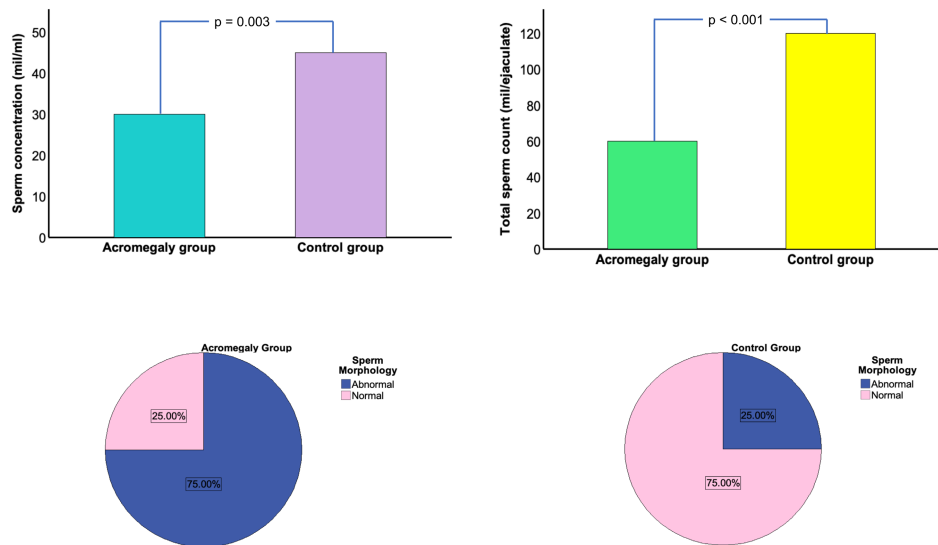 p = 0.003
Sperm concentration (mil/ml)
50
40
30
20
10
0
Acromegaly group
Control group
p < 0.001
Total sperm count (mil/ejaculate)
120
100
80
60
40
20
0
Acromegaly group
Control group
Acromegaly Group
Sperm
Morphology
Abnormal
Normal
25.00%
75.00%
Control Group
Sperm
Morphology
Abnormal
Normal
25.00%
75.00%